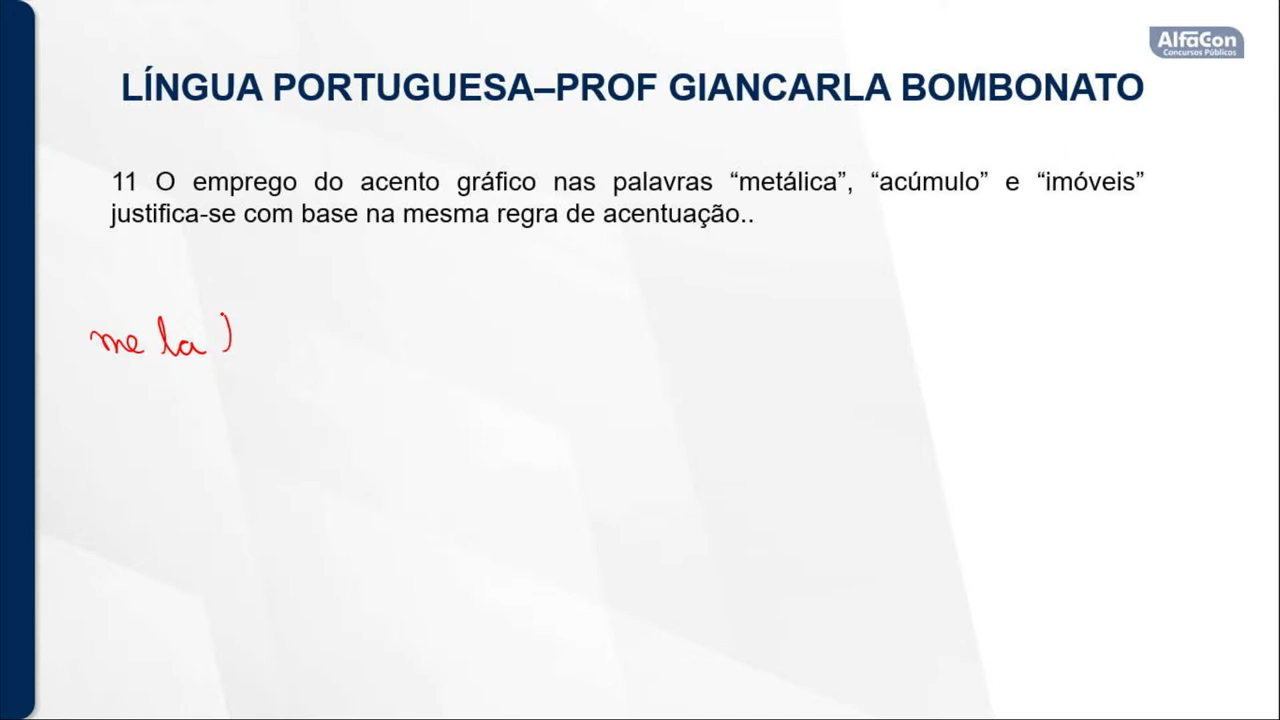 AlfaCon
Concursos Públicos
LÍNGUA PORTUGUESA–PROF GIANCARLA BOMBONATO
11 O emprego do acento gráfico nas palavras “metálica”, “acúmulo” e “imóveis”
justifica-se com base na mesma regra de acentuação..
me ta )